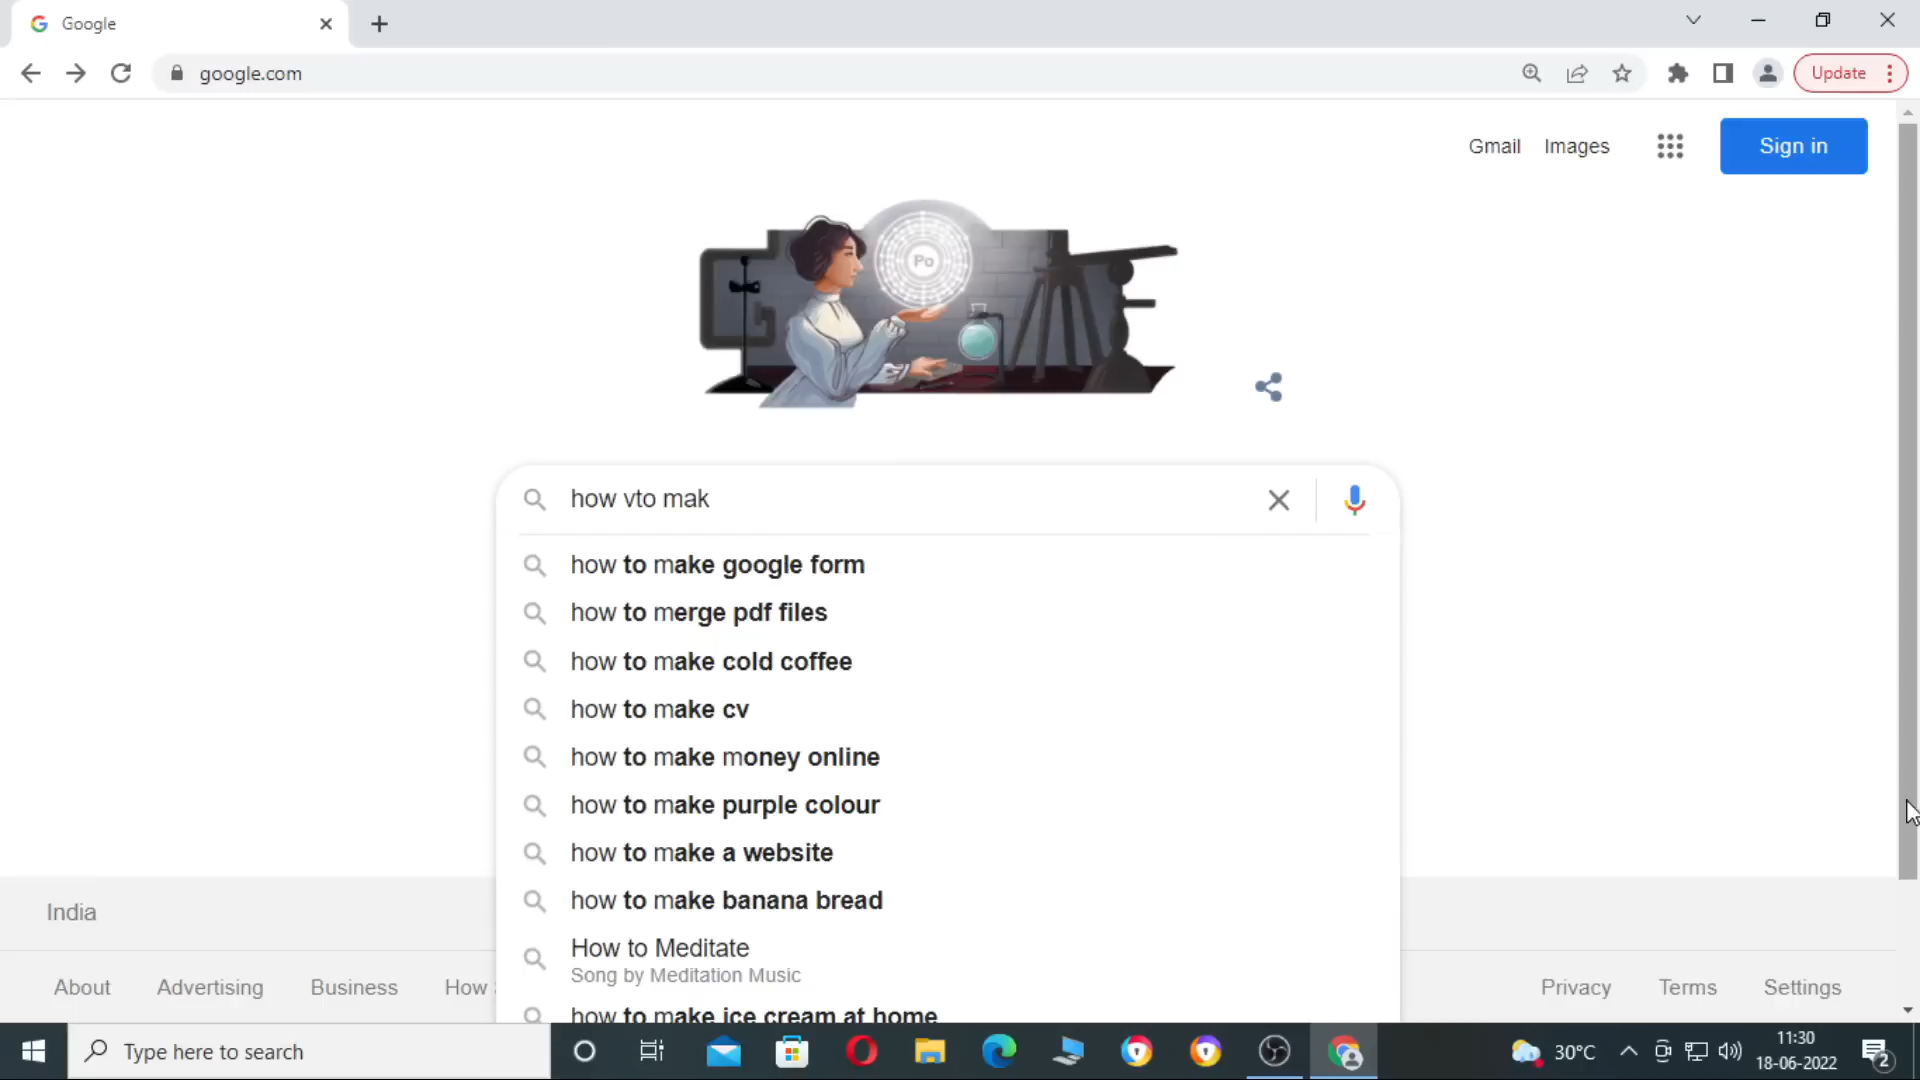 Google
google.com
Update
Gmail
Images
Sign in
Po
how vto mak
how to make google form
how to merge pdf files
how to make cold coffee
how to make cv
how to make money online
how to make purple colour
how to make a website
how to make banana bread
How to Meditate
Song by Meditation Music
how to make ice cream at home
India
About
Advertising
Business
How
Privacy
Terms
Settings
Type here to search
30°C
11:30
18-06-2022
2